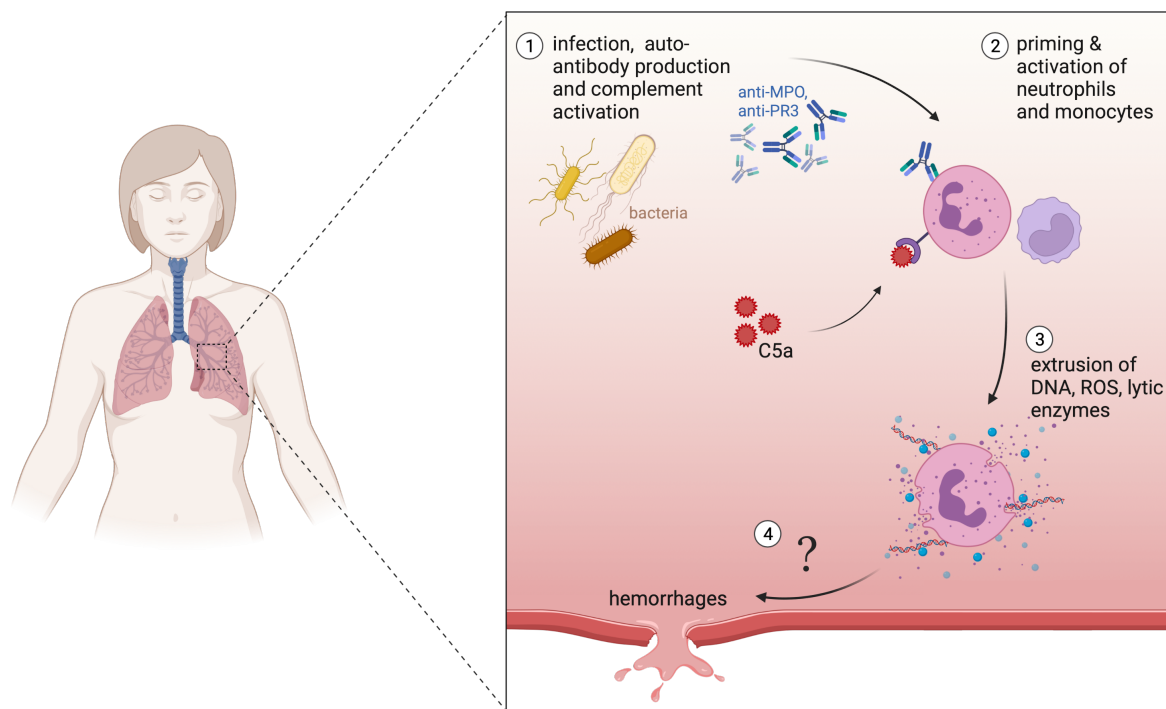 1 infection, auto-
antibody production
and complement
activation
anti-MPO,
anti-PR3
2 priming &
activation of
neutrophils
and monocytes
bacteria
C5a
3
extrusion of
DNA, ROS, lytic
enzymes
4 ?
hemorrhages